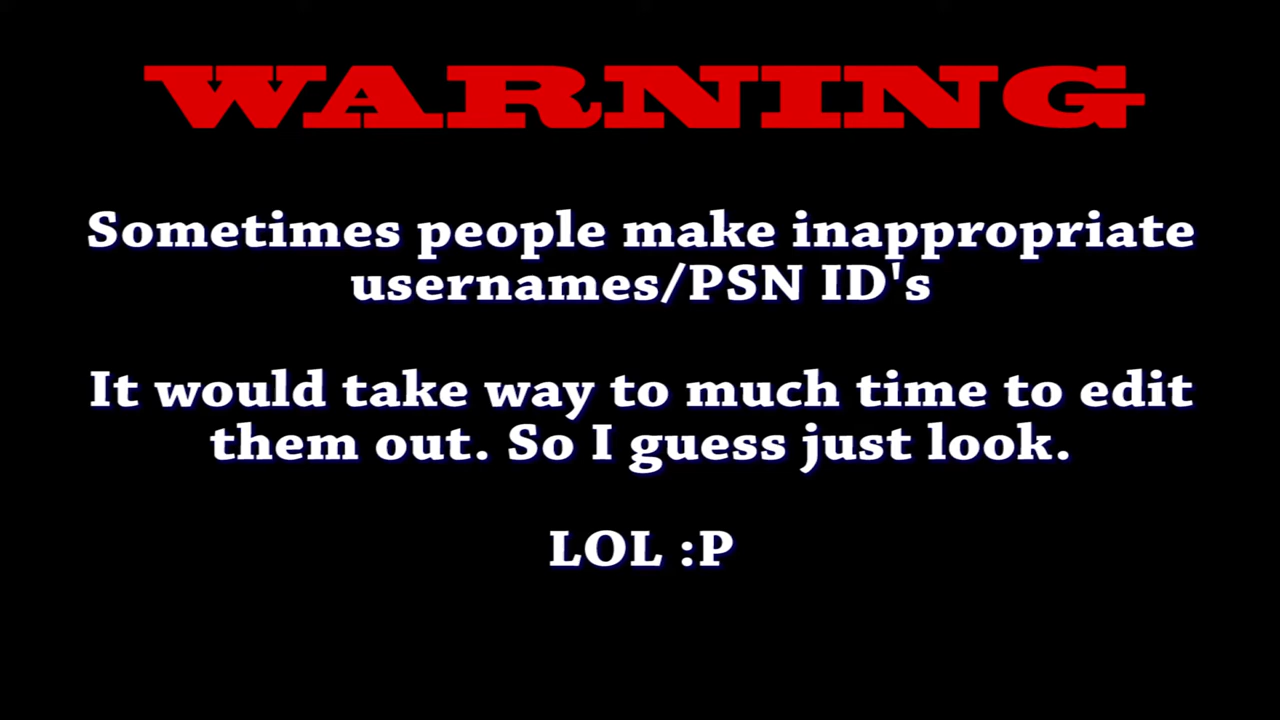 WARNING
Sometimes people make inappropriate
usernames/PSN ID's
It would take way to much time to edit
them out. So I guess just look.
LOL :P